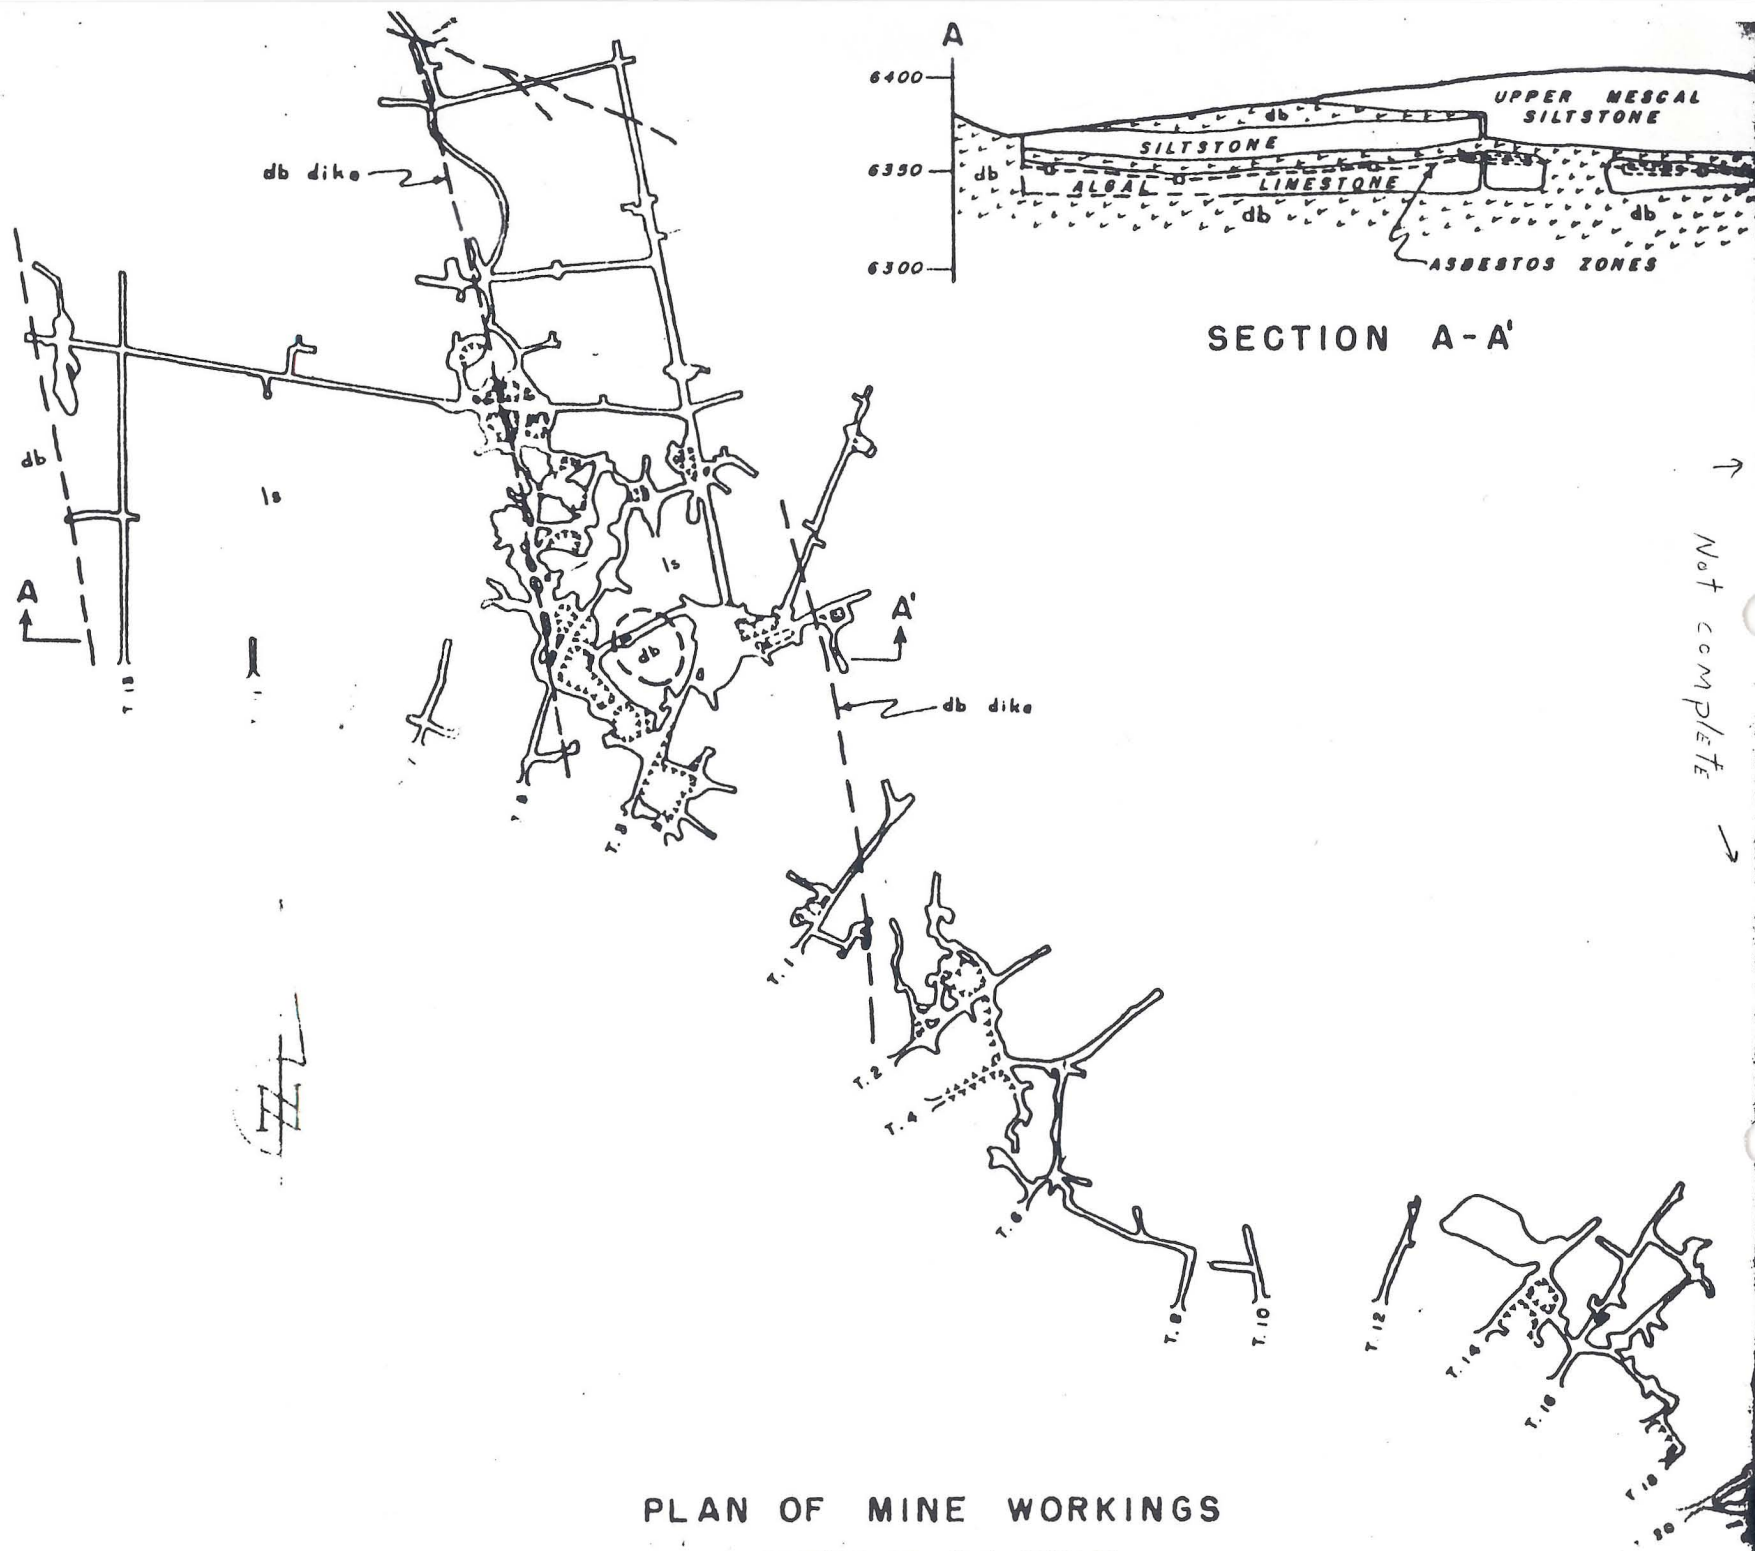 A
6400
UPPER MESCAL
SILTSTONE
db
SILTSTONE
6350
db
ALGAL LIMESTONE
db
db
6300
ASBESTOS ZONES
SECTION A-A'
db dike
db
ls
ls
A
A'
db
db dike
Not complete
T. 1
T. 2
T. 4
T. 6
T. 8
T. 10
T. 12
T. 14
T. 16
T. 18
PLAN OF MINE WORKINGS